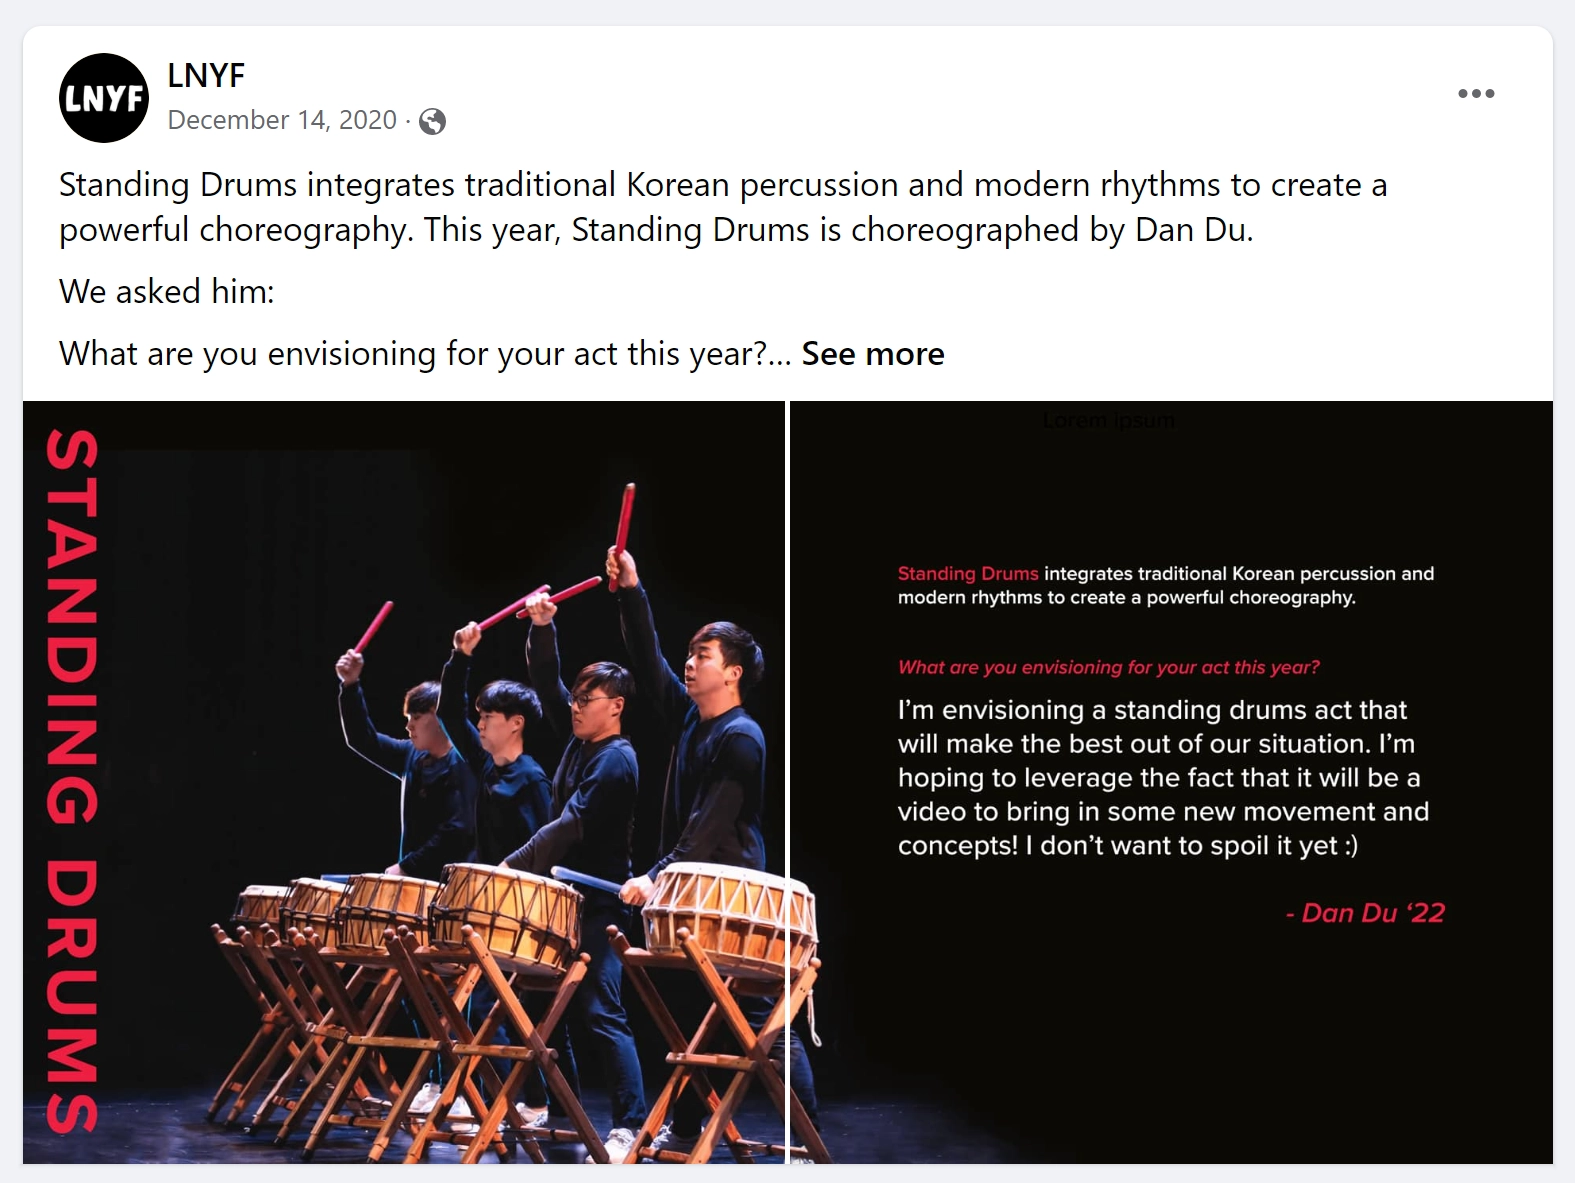 LNYF
LNYF
December 14, 2020 ·
Standing Drums integrates traditional Korean percussion and modern rhythms to create a
powerful choreography. This year, Standing Drums is choreographed by Dan Du.
We asked him:
What are you envisioning for your act this year?... See more
STANDING DRUMS
Lorem ipsum
Standing Drums integrates traditional Korean percussion and
modern rhythms to create a powerful choreography.
What are you envisioning for your act this year?
I’m envisioning a standing drums act that
will make the best out of our situation. I’m
hoping to leverage the fact that it will be a
video to bring in some new movement and
concepts! I don’t want to spoil it yet :)
- Dan Du ‘22